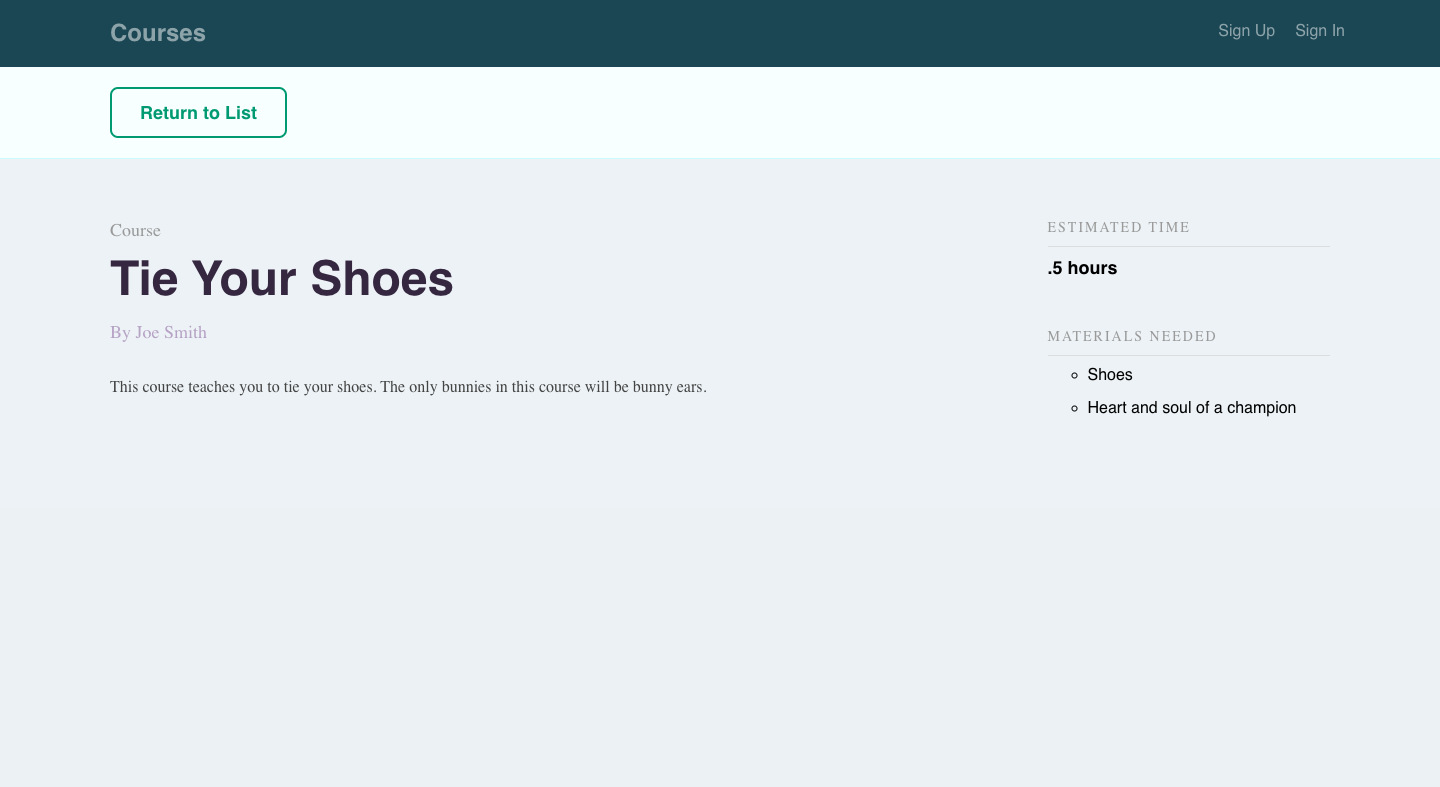 Courses
Sign Up
Sign In
Return to List
Course
Tie Your Shoes
By Joe Smith
This course teaches you to tie your shoes. The only bunnies in this course will be bunny ears.
ESTIMATED TIME
.5 hours
MATERIALS NEEDED
Shoes
Heart and soul of a champion